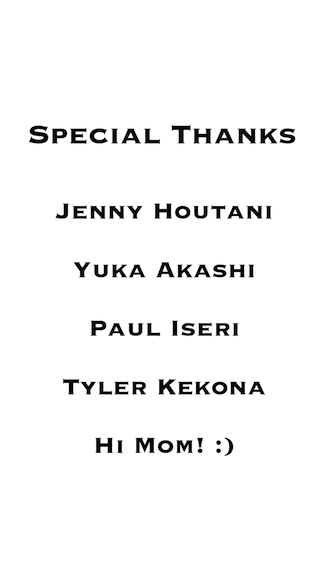 Special Thanks
Jenny Houtani
Yuka Akashi
Paul Iseri
Tyler Kekona
Hi Mom! :)